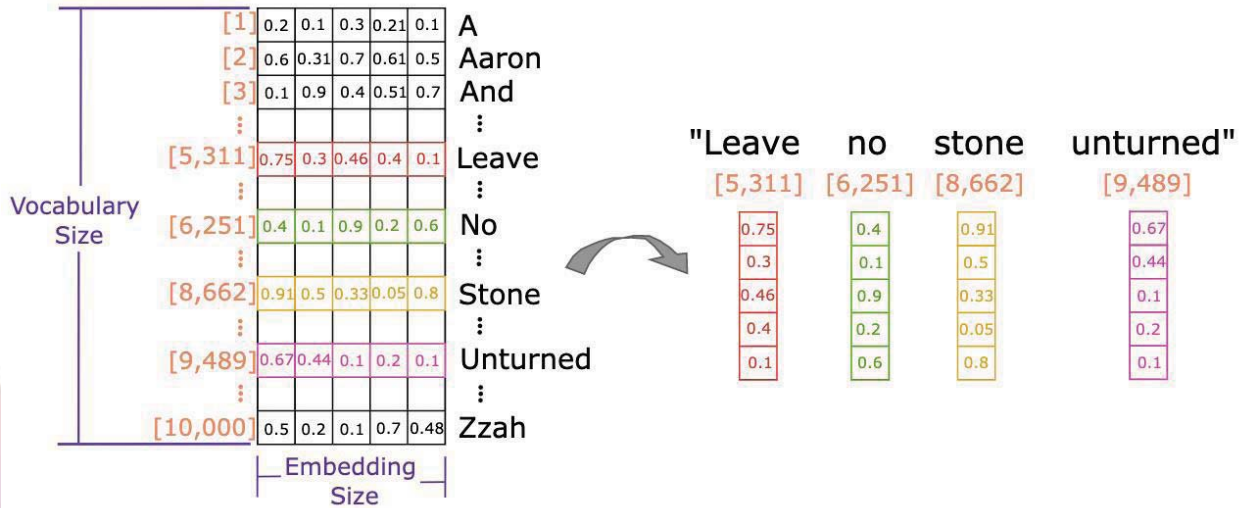 [1] 0.2 0.1 0.3 0.21 0.1 A
[2] 0.6 0.31 0.7 0.61 0.5 Aaron
[3] 0.1 0.9 0.4 0.51 0.7 And
[5,311] 0.75 0.3 0.46 0.4 0.1 Leave
[6,251] 0.4 0.1 0.9 0.2 0.6 No
[8,662] 0.91 0.5 0.33 0.05 0.8 Stone
[9,489] 0.67 0.44 0.1 0.2 0.1 Unturned
[10,000] 0.5 0.2 0.1 0.7 0.48 Zzah
Vocabulary
Size
Embedding
Size
"Leave no stone unturned"
[5,311] [6,251] [8,662] [9,489]
0.75 0.4 0.91 0.67
0.3 0.1 0.5 0.44
0.46 0.9 0.33 0.1
0.4 0.2 0.05 0.2
0.1 0.6 0.8 0.1